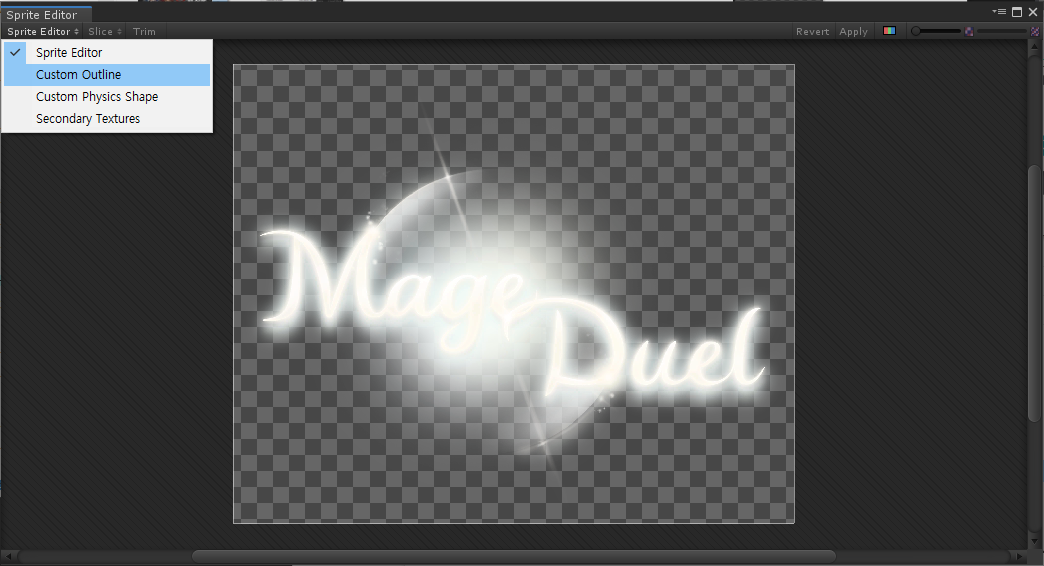 Sprite Editor
Sprite Editor Slice Trim Revert Apply
Sprite Editor
Custom Outline
Custom Physics Shape
Secondary Textures
Mage
Duel